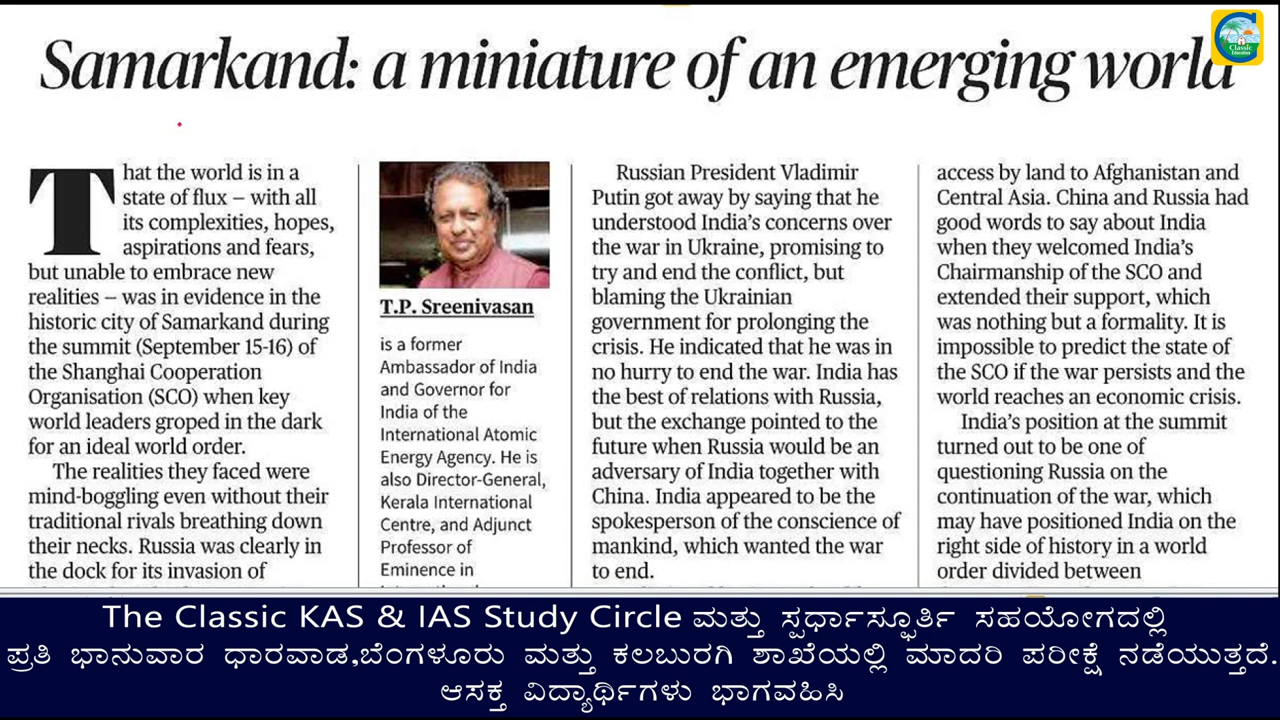 Samarkand: a miniature of an emerging world
Classic
Education
That the world is in a
state of flux – with all
its complexities, hopes,
aspirations and fears,
but unable to embrace new
realities – was in evidence in the
historic city of Samarkand during
the summit (September 15-16) of
the Shanghai Cooperation
Organisation (SCO) when key
world leaders groped in the dark
for an ideal world order.
The realities they faced were
mind-boggling even without their
traditional rivals breathing down
their necks. Russia was clearly in
the dock for its invasion of
T.P. Sreenivasan
is a former
Ambassador of India
and Governor for
India of the
International Atomic
Energy Agency. He is
also Director-General,
Kerala International
Centre, and Adjunct
Professor of
Eminence in
Russian President Vladimir
Putin got away by saying that he
understood India's concerns over
the war in Ukraine, promising to
try and end the conflict, but
blaming the Ukrainian
government for prolonging the
crisis. He indicated that he was in
no hurry to end the war. India has
the best of relations with Russia,
but the exchange pointed to the
future when Russia would be an
adversary of India together with
China. India appeared to be the
spokesperson of the conscience of
mankind, which wanted the war
to end.
access by land to Afghanistan and
Central Asia. China and Russia had
good words to say about India
when they welcomed India's
Chairmanship of the SCO and
extended their support, which
was nothing but a formality. It is
impossible to predict the state of
the SCO if the war persists and the
world reaches an economic crisis.
India's position at the summit
turned out to be one of
questioning Russia on the
continuation of the war, which
may have positioned India on the
right side of history in a world
order divided between
The Classic KAS & IAS Study Circle ಮತ್ತು ಸ್ಪರ್ಧಾಸ್ಫೂರ್ತಿ ಸಹಯೋಗದಲ್ಲಿ
ಪ್ರತಿ ಭಾನುವಾರ ಧಾರವಾಡ,ಬೆಂಗಳೂರು ಮತ್ತು ಕಲಬುರಗಿ ಶಾಖೆಯಲ್ಲಿ ಮಾದರಿ ಪರೀಕ್ಷೆ ನಡೆಯುತ್ತದೆ.
ಆಸಕ್ತ ವಿದ್ಯಾರ್ಥಿಗಳು ಭಾಗವಹಿಸಿ